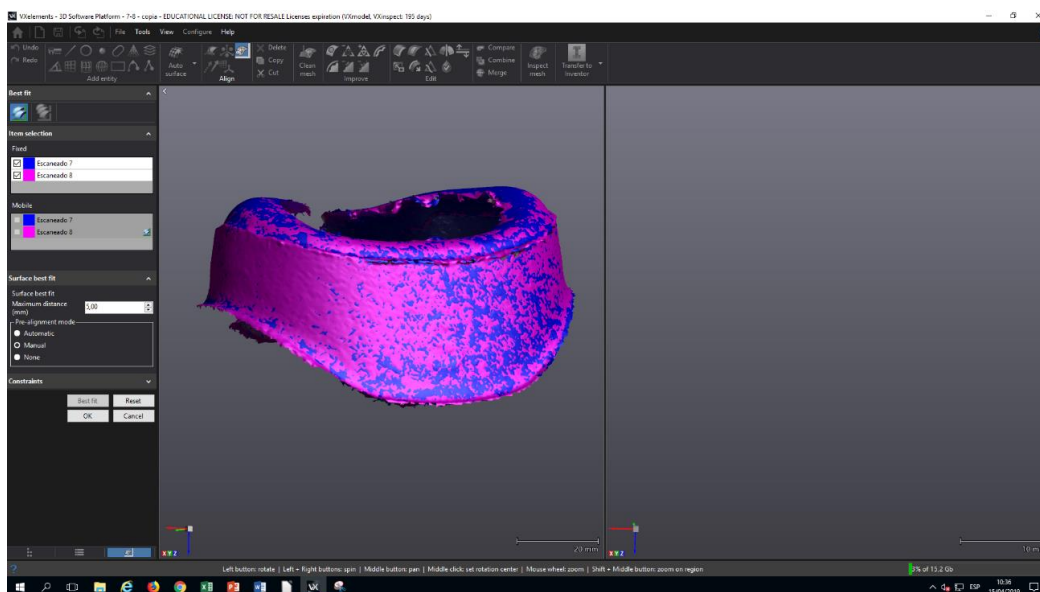 VXelements - 3D Software Platform - 7-8 - copia - EDUCATIONAL LICENSE: NOT FOR RESALE Licenses expiration (VXmodel, VXinspect: 195 days)
File Tools View Configure Help
Undo
Redo
Add entity
Auto surface
Align
Delete
Copy
Cut
Clean mesh
Improve
Edit
Compare
Combine
Merge
Inspect mesh
Transfer to Inventor
Best fit
Item selection
Fixed
Escaneado 7
Escaneado 8
Mobile
Escaneado 7
Escaneado 8
Surface best fit
Surface best fit
Maximum distance (mm) 5,00
Pre-alignment mode
Automatic
Manual
None
Constraints
Best fit Reset
OK Cancel
X Y Z
20 mm
X Y Z
10 m
Left button: rotate | Left + Right buttons: spin | Middle button: pan | Middle click: set rotation center | Mouse wheel: zoom | Shift + Middle button: zoom on region
3% of 15.2 Gb
ESP
10:36
15/04/2019